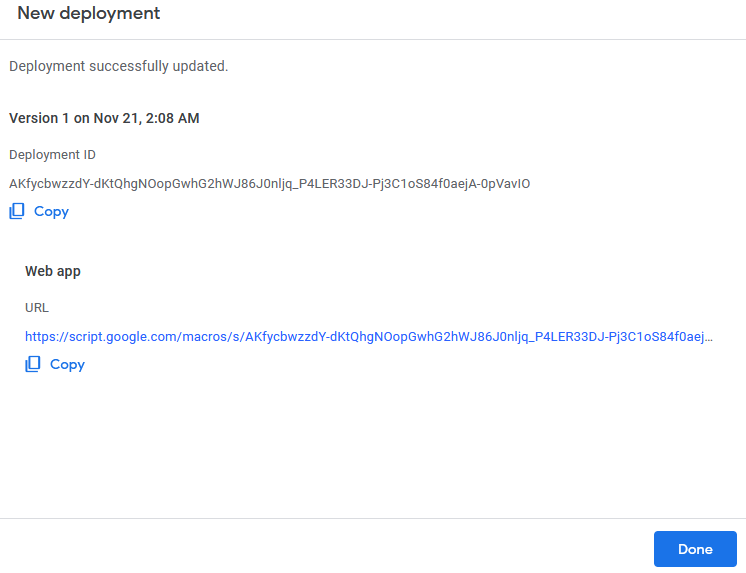 New deployment
Deployment successfully updated.
Version 1 on Nov 21, 2:08 AM
Deployment ID
AKfycbwzzdY-dKtQhgNOopGwhG2hWJ86J0nljq_P4LER33DJ-Pj3C1oS84f0aejA-0pVavIO
Copy
Web app
URL
https://script.google.com/macros/s/AKfycbwzzdY-dKtQhgNOopGwhG2hWJ86J0nljq_P4LER33DJ-Pj3C1oS84f0aej...
Copy
Done